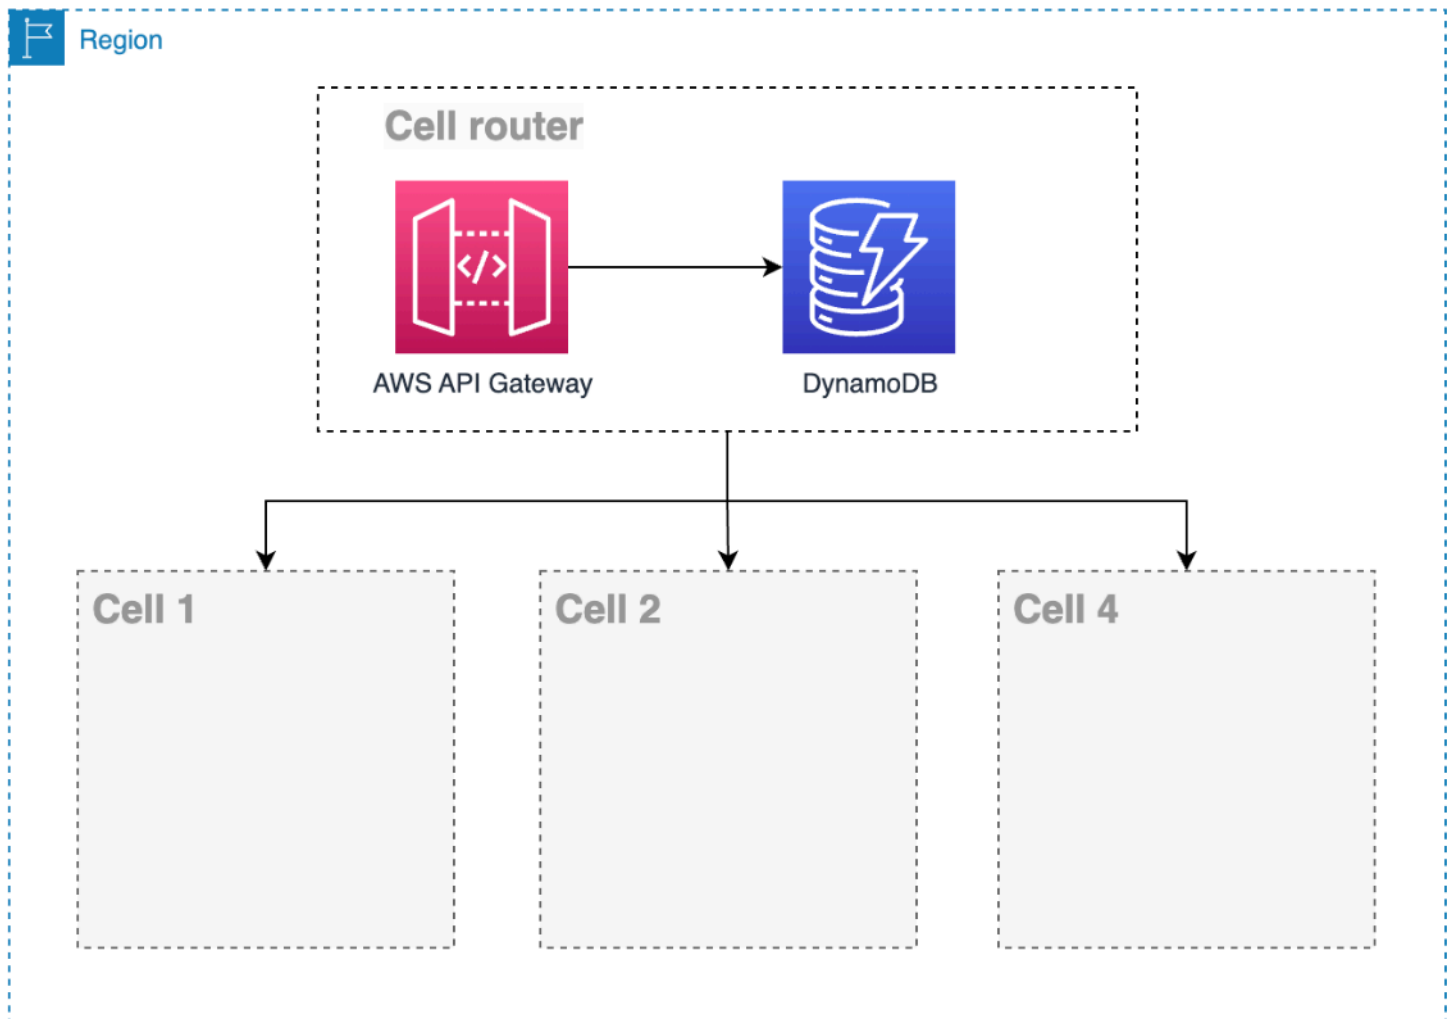 Region
Cell router
AWS API Gateway
DynamoDB
Cell 1
Cell 2
Cell 4